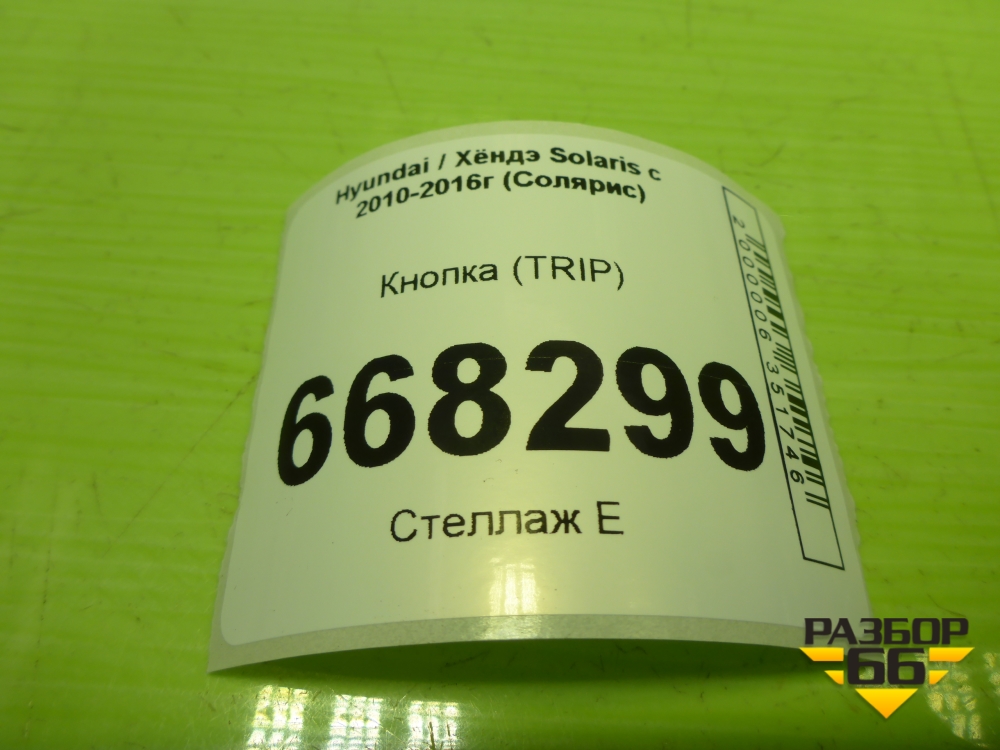 Hyundai / Хёндэ Solaris с
2010-2016г (Солярис)
Кнопка (TRIP)
668299
Стеллаж E
2000006351746
РАЗБОР
66